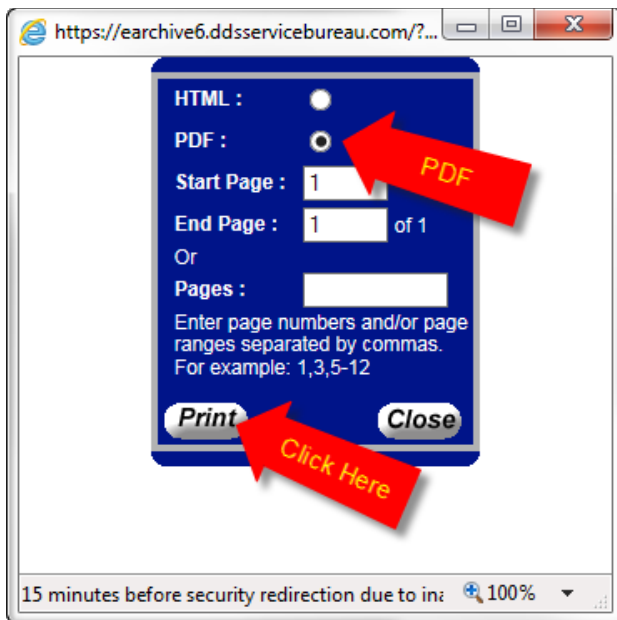 https://earchive6.ddsservicebureau.com/?...
HTML :
PDF :
PDF
Start Page : 1
End Page : 1 of 1
Or
Pages :
Enter page numbers and/or page
ranges separated by commas.
For example: 1,3,5-12
Print Close
Click Here
15 minutes before security redirection due to ina 100%